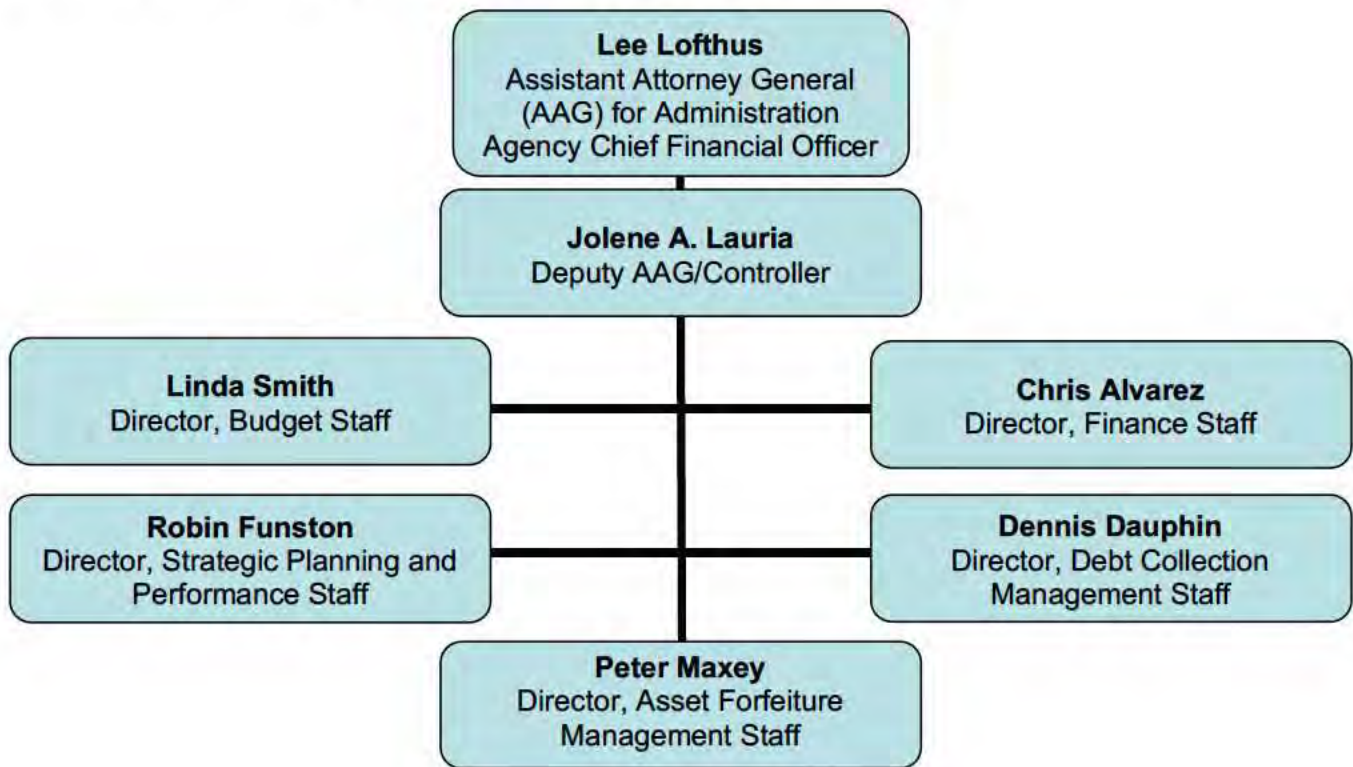 Lee Lofthus
Assistant Attorney General
(AAG) for Administration
Agency Chief Financial Officer
Jolene A. Lauria
Deputy AAG/Controller
Linda Smith
Director, Budget Staff
Chris Alvarez
Director, Finance Staff
Robin Funston
Director, Strategic Planning and
Performance Staff
Dennis Dauphin
Director, Debt Collection
Management Staff
Peter Maxey
Director, Asset Forfeiture
Management Staff